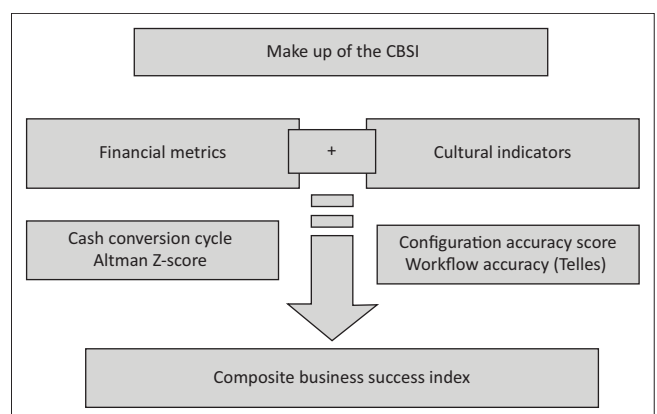 Make up of the CBSI
Financial metrics
+
Cultural indicators
Cash conversion cycle
Altman Z-score
Configuration accuracy score
Workflow accuracy (Telles)
Composite business success index